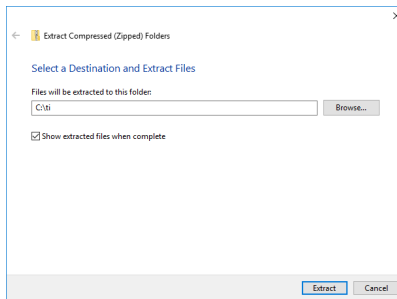 Extract Compressed (Zipped) Folders
Select a Destination and Extract Files
Files will be extracted to this folder:
C:\ti
Browse...
Show extracted files when complete
Extract
Cancel